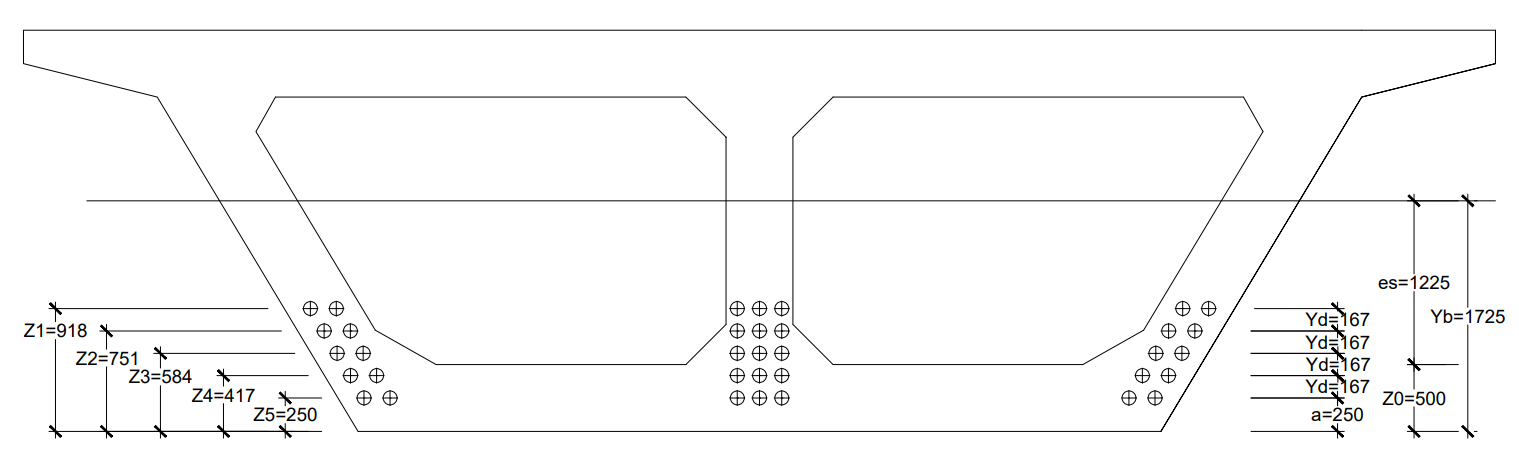 es=1225
Yb=1725
Z1=918
Yd=167
Yd=167
Z2=751
Yd=167
Z3=584
Yd=167
Z4=417
Z0=500
Z5=250
a=250